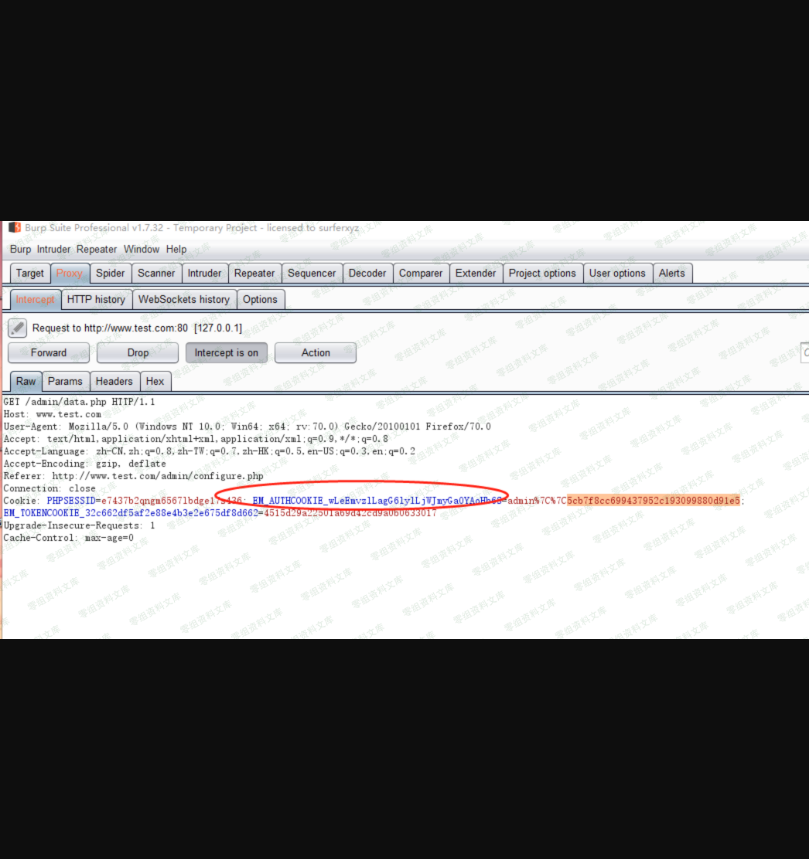 Burp Suite Professional v1.7.32 - Temporary Project - licensed to surferxyz
Burp Intruder Repeater Window Help
Target Proxy Spider Scanner Intruder Repeater Sequencer Decoder Comparer Extender Project options User options Alerts
Intercept HTTP history WebSockets history Options
Request to http://www.test.com:80 [127.0.0.1]
Forward Drop Intercept is on Action
Raw Params Headers Hex
GET /admin/data.php HTTP/1.1
Host: www.test.com
User-Agent: Mozilla/5.0 (Windows NT 10.0; Win64; x64; rv:70.0) Gecko/20100101 Firefox/70.0
Accept: text/html,application/xhtml+xml,application/xml;q=0.9,*/*;q=0.8
Accept-Language: zh-CN,zh;q=0.8,zh-TW;q=0.7,zh-HK;q=0.5,en-US;q=0.3,en;q=0.2
Accept-Encoding: gzip, deflate
Referer: http://www.test.com/admin/configure.php
Connection: close
Cookie: =admin%7C%7C5cb7f8cc699437952c193099880d91e5;
EM_TOKENCOOKIE_32c662df5af2e88e4b3e2e675df8d662=4515d29a22501a69d42cd9a060633017
Upgrade-Insecure-Requests: 1
Cache-Control: max-age=0
零组资料文库